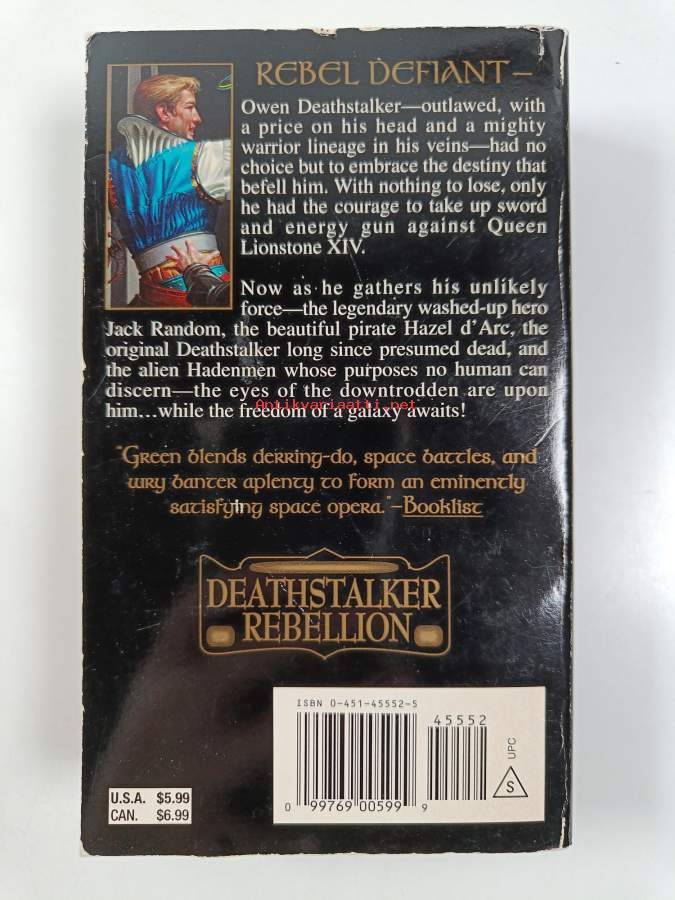 REBEL DEFIANT—
Owen Deathstalker—outlawed, with
a price on his head and a mighty
warrior lineage in his veins—had no
choice but to embrace the destiny that
befell him. With nothing to lose, only
he had the courage to take up sword
and energy gun against Queen
Lionstone XIV.
Now as he gathers his unlikely
force—the legendary washed-up hero
Jack Random, the beautiful pirate Hazel d'Arc, the
original Deathstalker long since presumed dead, and
the alien Hadenmen whose purposes no human can
discern—the eyes of the downtrodden are upon
him...while the freedom of a galaxy awaits!
Antikvariaatti.net
"Green blends derring-do, space battles, and
wry banter aplenty to form an eminently
satisfying space opera."—Booklist
DEATHSTALKER
REBELLION
ISBN 0-451-45552-5
45552
UPC
S
0 99769 00599 9
U.S.A. $5.99
CAN. $6.99